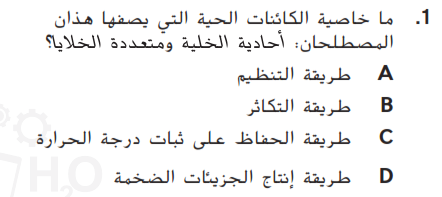 1. ما خاصية الكائنات الحية التي يصفها هذان
المصطلحان: أحادية الخلية ومتعددة الخلايا؟
A طريقة التنظيم
B طريقة التكاثر
C طريقة الحفاظ على ثبات درجة الحرارة
D طريقة إنتاج الجزيئات الضخمة
H₂O